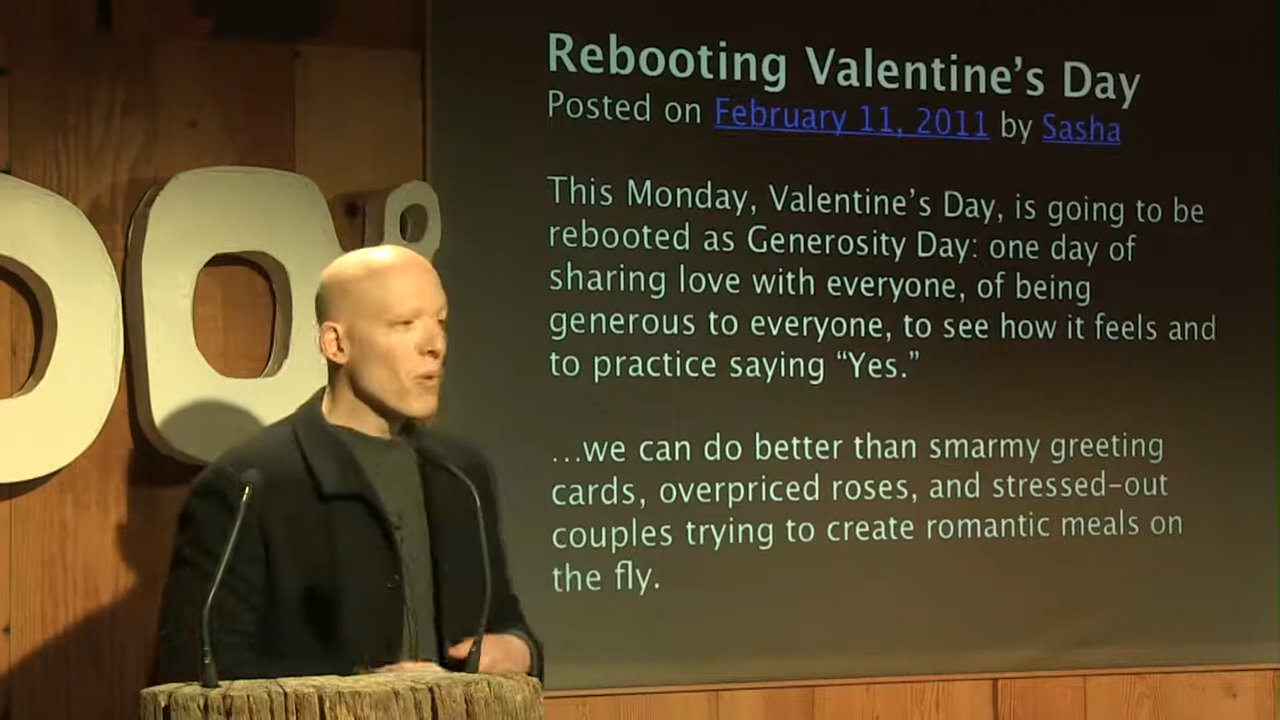 Rebooting Valentine's Day
Posted on February 11, 2011 by Sasha
This Monday, Valentine's Day, is going to be
rebooted as Generosity Day: one day of
sharing love with everyone, of being
generous to everyone, to see how it feels and
to practice saying “Yes.”
...we can do better than smarmy greeting
cards, overpriced roses, and stressed-out
couples trying to create romantic meals on
the fly.